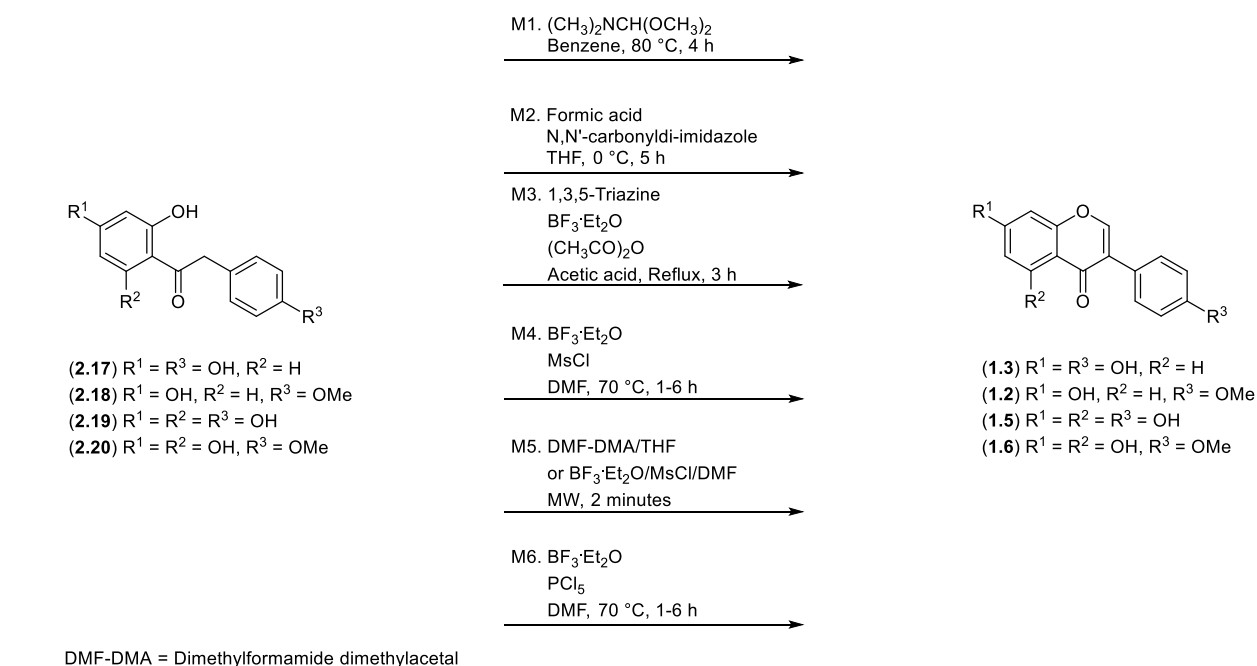 M1. (CH₃)₂NCH(OCH₃)₂
Benzene, 80 °C, 4 h
M2. Formic acid
N,N'-carbonyldi-imidazole
THF, 0 °C, 5 h
M3. 1,3,5-Triazine
BF₃·Et₂O
(CH₃CO)₂O
Acetic acid, Reflux, 3 h
M4. BF₃·Et₂O
MsCl
DMF, 70 °C, 1-6 h
M5. DMF-DMA/THF
or BF₃·Et₂O/MsCl/DMF
MW, 2 minutes
M6. BF₃·Et₂O
PCl₅
DMF, 70 °C, 1-6 h
R¹
OH
R²
O
R³
(2.17) R¹ = R³ = OH, R² = H
(2.18) R¹ = OH, R² = H, R³ = OMe
(2.19) R¹ = R² = R³ = OH
(2.20) R¹ = R² = OH, R³ = OMe
R¹
O
R²
O
R³
(1.3) R¹ = R³ = OH, R² = H
(1.2) R¹ = OH, R² = H, R³ = OMe
(1.5) R¹ = R² = R³ = OH
(1.6) R¹ = R² = OH, R³ = OMe
DMF-DMA = Dimethylformamide dimethylacetal